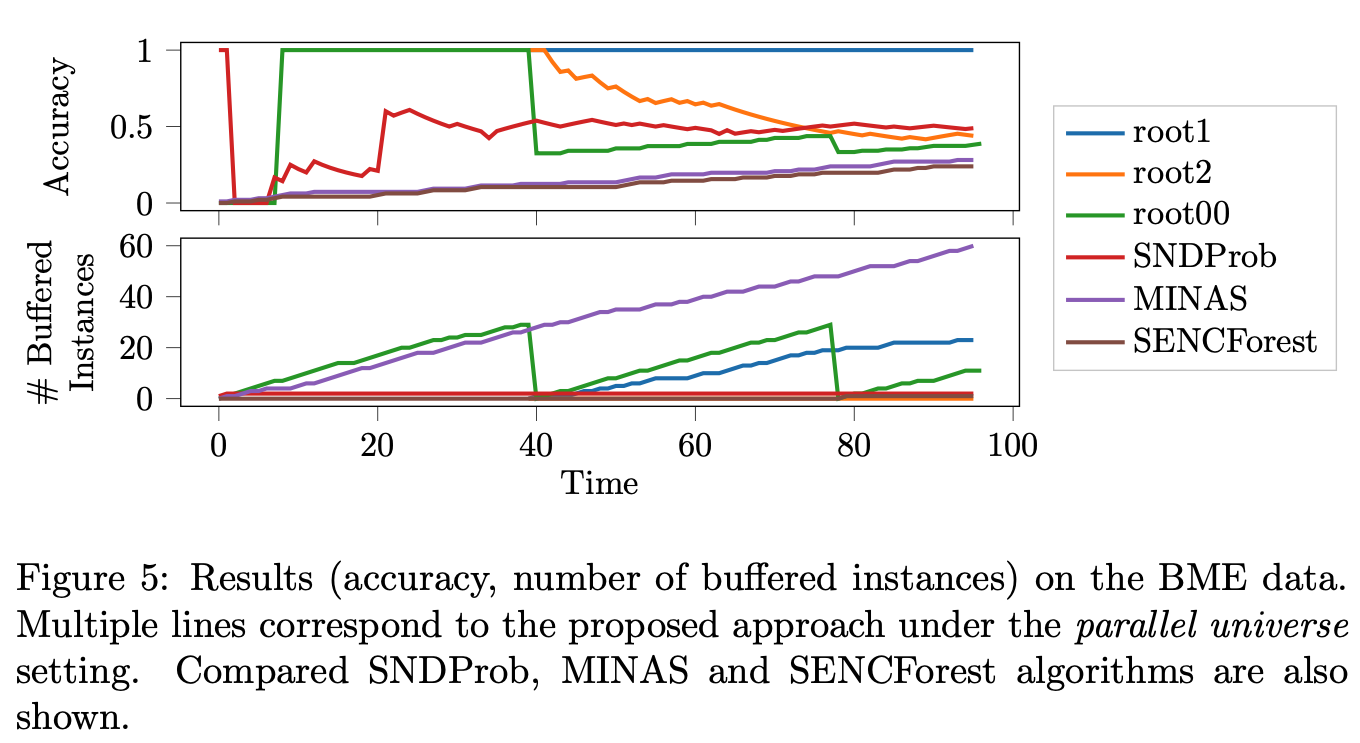 Accuracy
1
0.5
0
# Buffered
Instances
60
40
20
0
0 20 40 60 80 100
Time
root1
root2
root00
SNDProb
MINAS
SENCForest
Figure 5: Results (accuracy, number of buffered instances) on the BME data.
Multiple lines correspond to the proposed approach under the parallel universe
setting. Compared SNDProb, MINAS and SENCForest algorithms are also
shown.